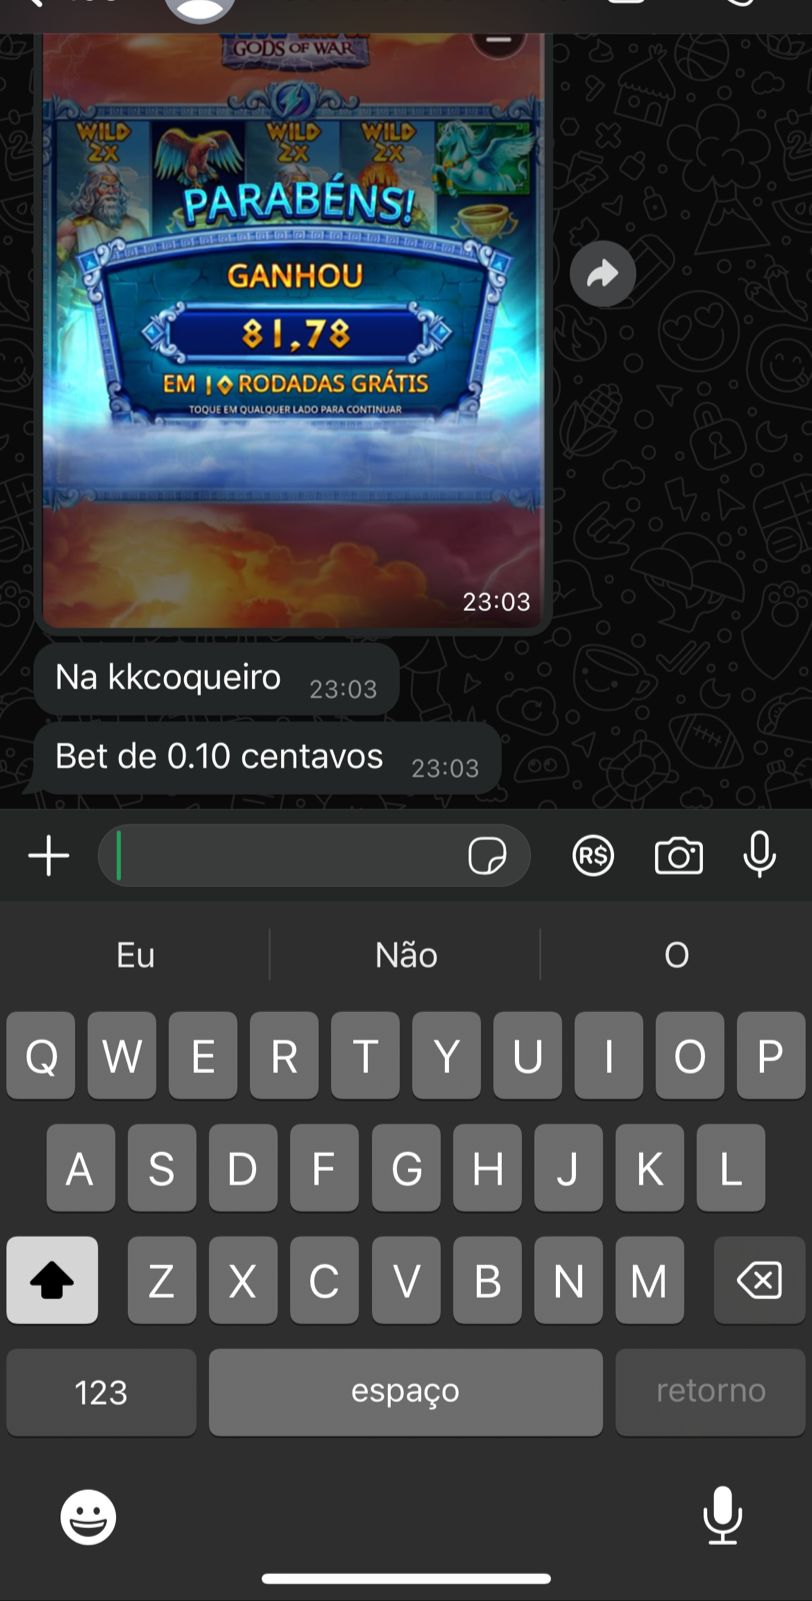 GODS OF WAR
WILD WILD WILD
2X 2X 2X
PARABÉNS!
GANHOU
81,78
EM 10 RODADAS GRÁTIS
TOQUE EM QUALQUER LADO PARA CONTINUAR
23:03
Na kkcoqueiro 23:03
Bet de 0.10 centavos 23:03
R$
Eu Não O
Q W E R T Y U I O P
A S D F G H J K L
Z X C V B N M
123 espaço retorno